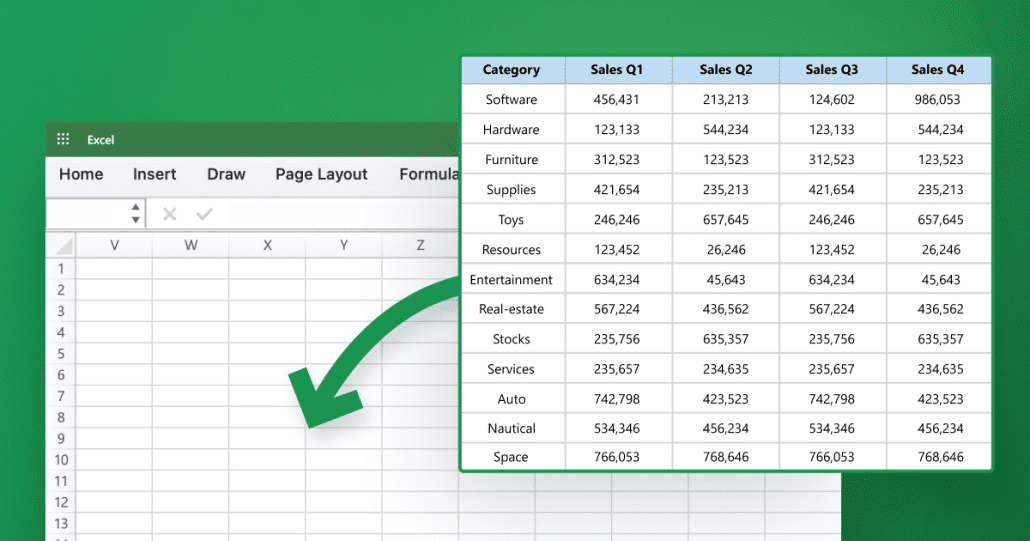 Excel
Home Insert Draw Page Layout Formula
V W X Y Z
1
2
3
4
5
6
7
8
9
10
11
12
13
Category Sales Q1 Sales Q2 Sales Q3 Sales Q4
Software 456,431 213,213 124,602 986,053
Hardware 123,133 544,234 123,133 544,234
Furniture 312,523 123,523 312,523 123,523
Supplies 421,654 235,213 421,654 235,213
Toys 246,246 657,645 246,246 657,645
Resources 123,452 26,246 123,452 26,246
Entertainment 634,234 45,643 634,234 45,643
Real-estate 567,224 436,562 567,224 436,562
Stocks 235,756 635,357 235,756 635,357
Services 235,657 234,635 235,657 234,635
Auto 742,798 423,523 742,798 423,523
Nautical 534,346 456,234 534,346 456,234
Space 766,053 768,646 766,053 768,646